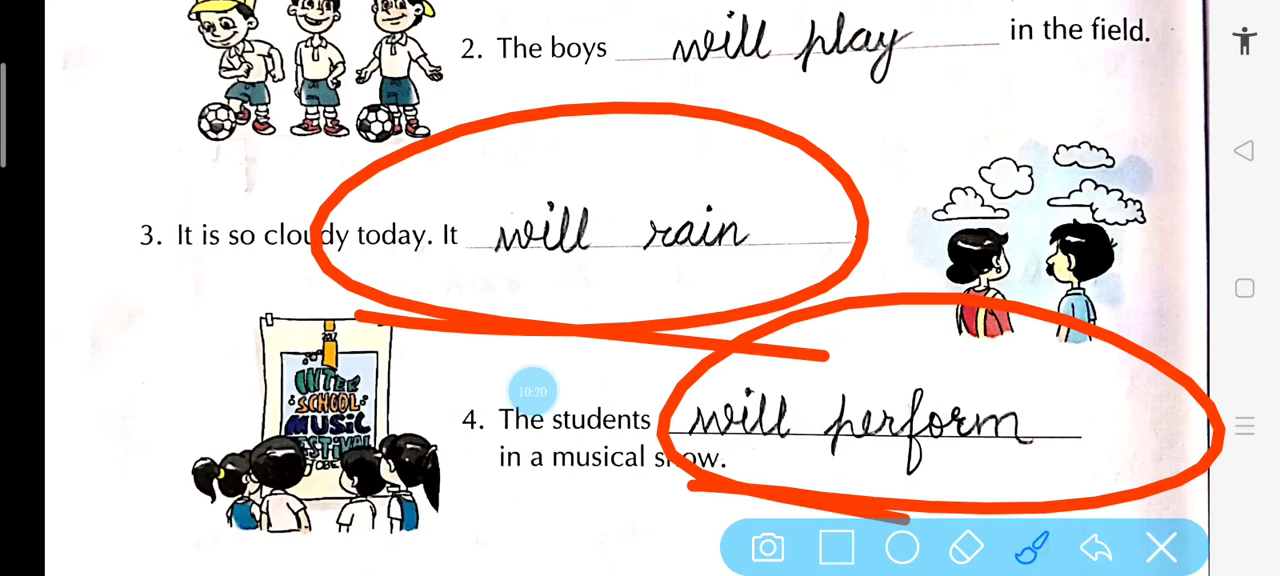 2. The boys will play in the field.
3. It is so cloudy today. It will rain
INTER
SCHOOL
MUSIC
FESTIVAL
10:20
4. The students will perform
in a musical show.